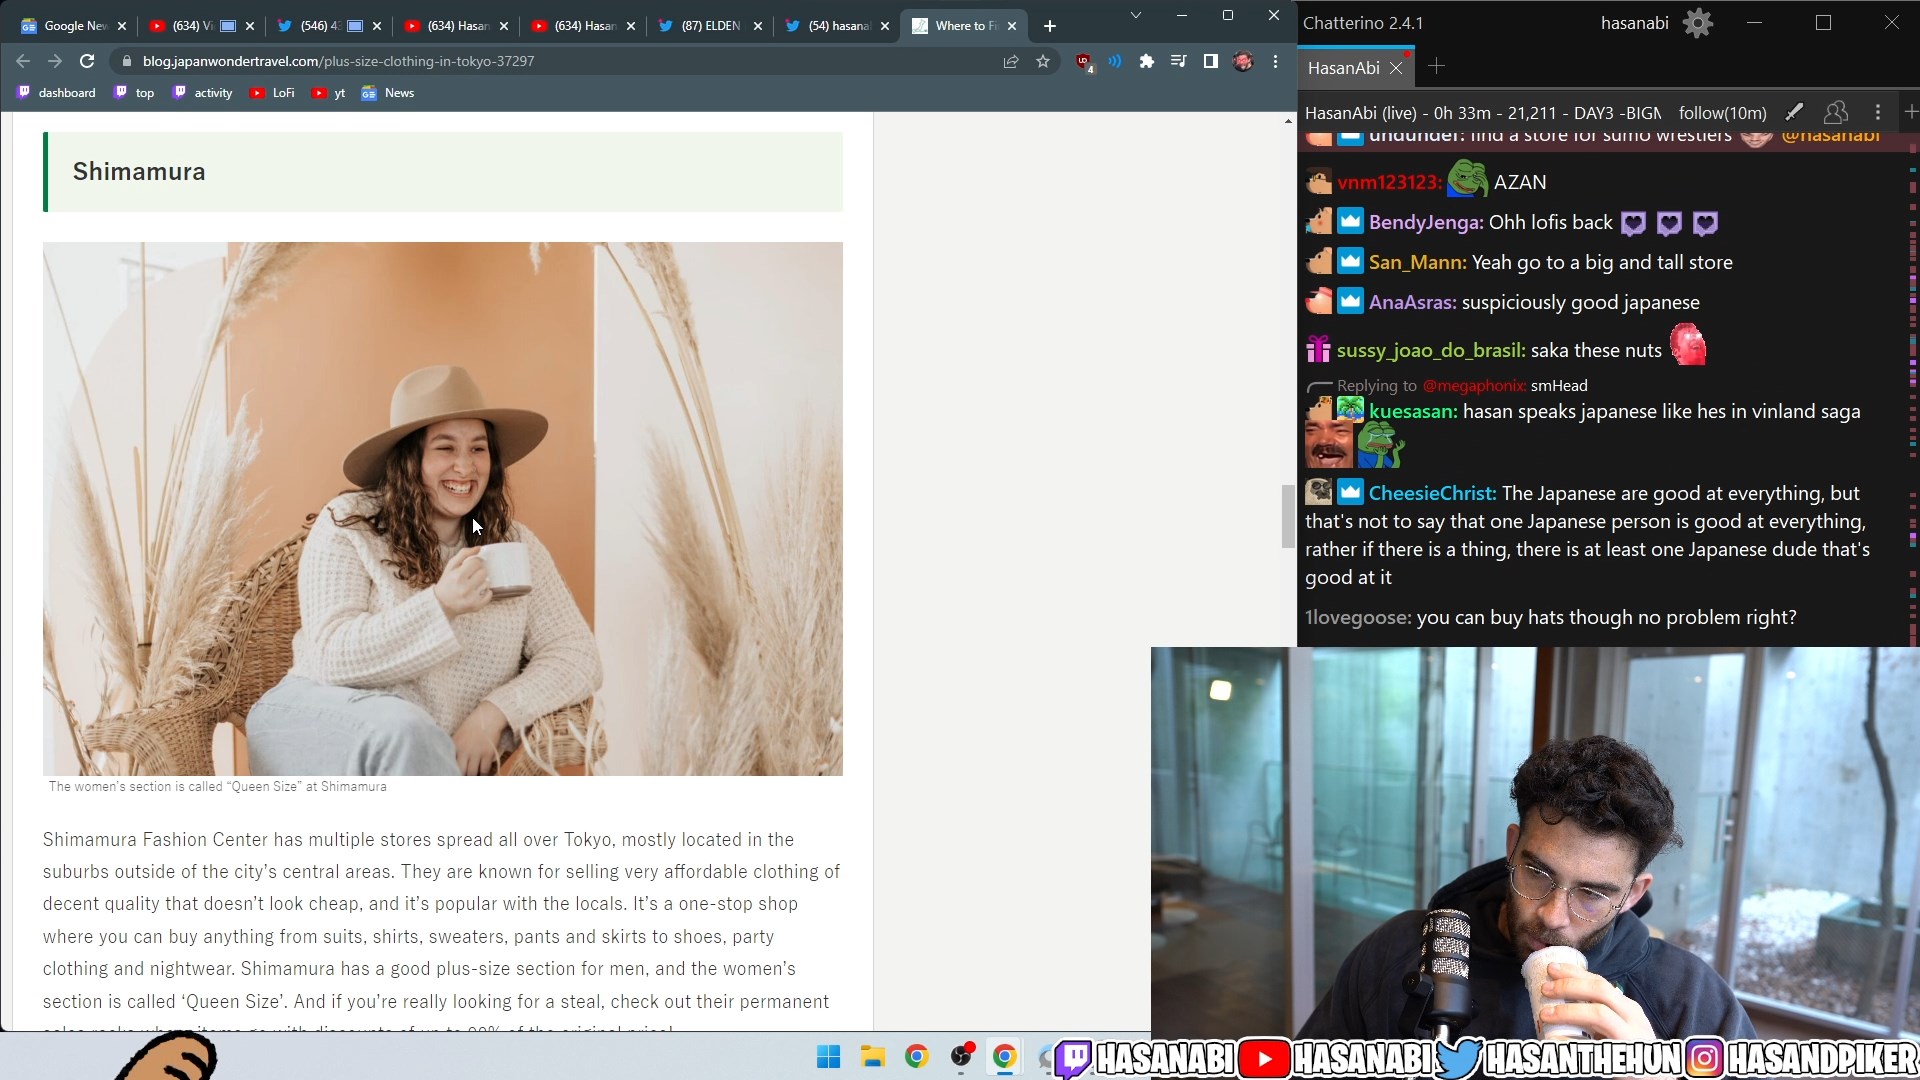 Google New
(634) Vi
(546) 43
(634) Hasan
(634) Hasan
(87) ELDEN
(54) hasana
Where to Fi
blog.japanwondertravel.com/plus-size-clothing-in-tokyo-37297
4
dashboard
top
activity
LoFi
yt
News
Shimamura
The women's section is called “Queen Size” at Shimamura
Shimamura Fashion Center has multiple stores spread all over Tokyo, mostly located in the
suburbs outside of the city's central areas. They are known for selling very affordable clothing of
decent quality that doesn't look cheap, and it's popular with the locals. It's a one-stop shop
where you can buy anything from suits, shirts, sweaters, pants and skirts to shoes, party
clothing and nightwear. Shimamura has a good plus-size section for men, and the women's
section is called ‘Queen Size’. And if you're really looking for a steal, check out their permanent
Chatterino 2.4.1
hasanabi
HasanAbi
HasanAbi (live) - 0h 33m - 21,211 - DAY3 -BIGM
follow(10m)
undundef: find a store for sumo wrestlers @hasanabi
vnm123123: AZAN
BendyJenga: Ohh lofis back
San_Mann: Yeah go to a big and tall store
AnaAsras: suspiciously good japanese
sussy_joao_do_brasil: saka these nuts
Replying to @megaphonix: smHead
kuesasan: hasan speaks japanese like hes in vinland saga
CheesieChrist: The Japanese are good at everything, but
that's not to say that one Japanese person is good at everything,
rather if there is a thing, there is at least one Japanese dude that's
good at it
1lovegoose: you can buy hats though no problem right?
HASANABI
HASANABI
HASANTHEHUN
HASANDPIKER